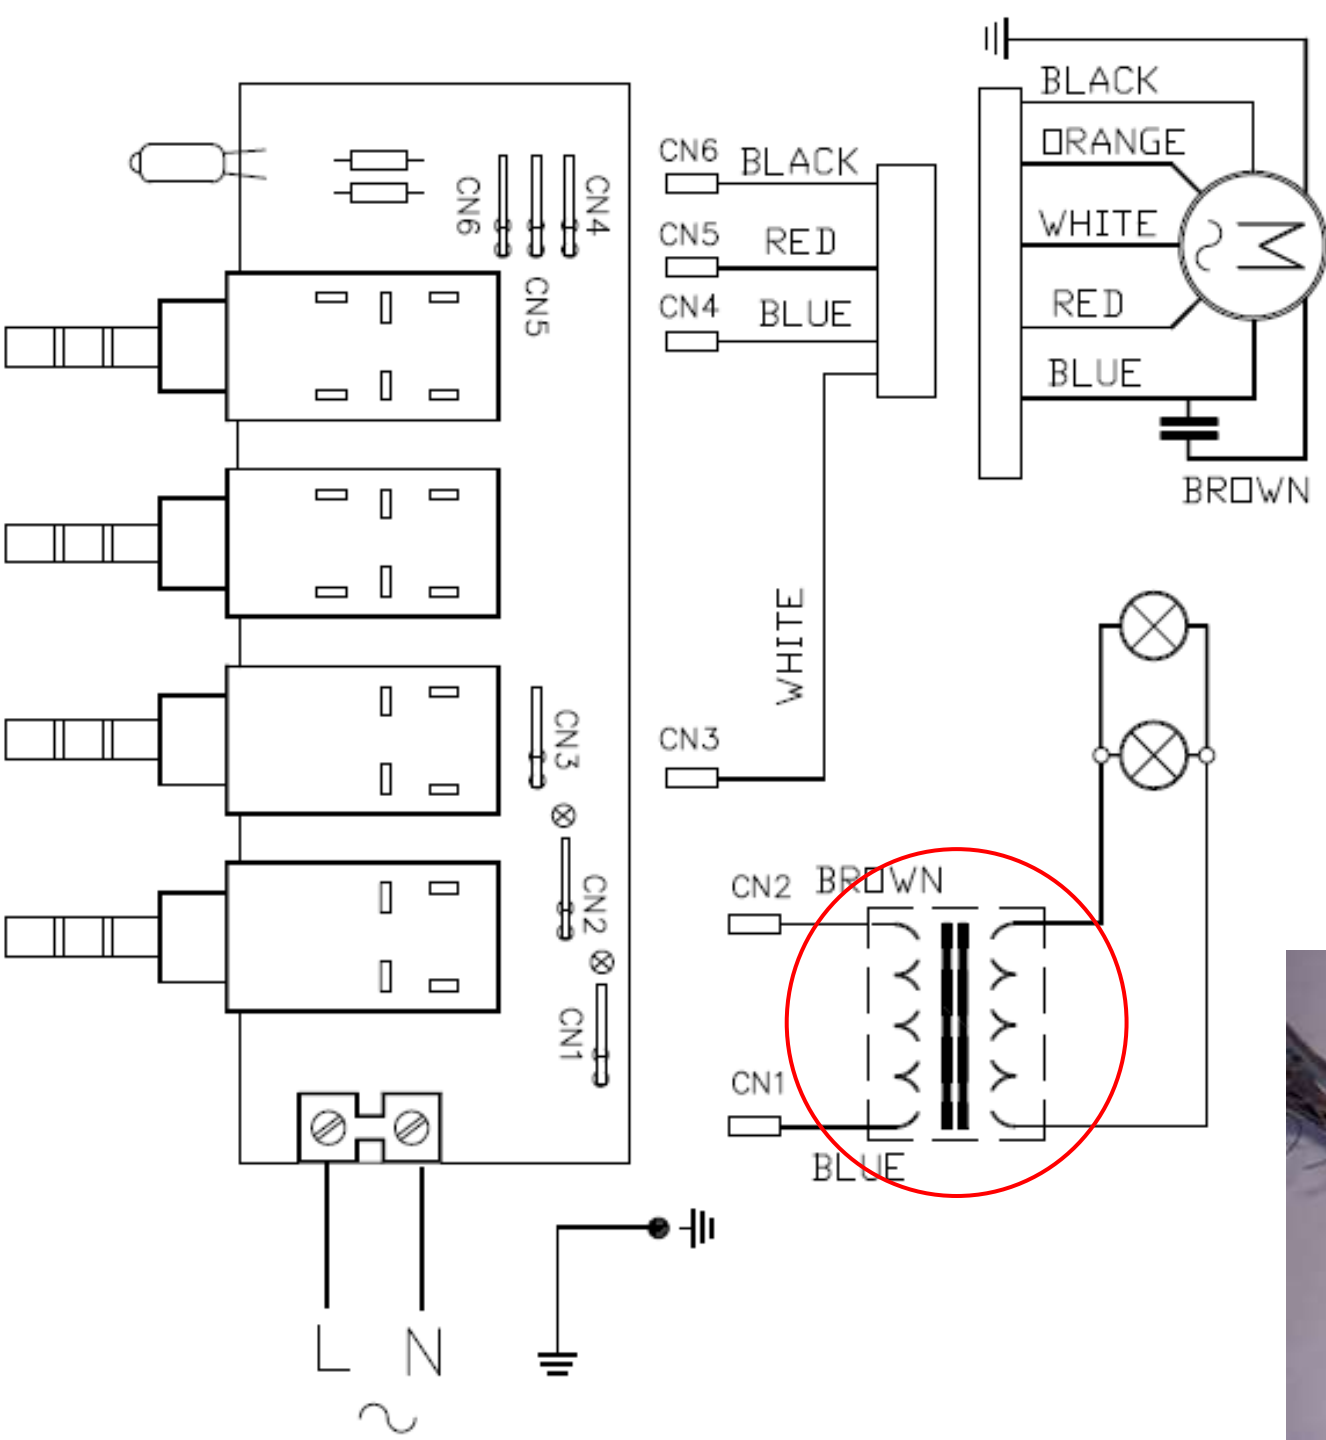 BLACK
ORANGE
WHITE
RED
BLUE
BROWN
M
CN6 BLACK
CN5 RED
CN4 BLUE
WHITE
CN3
CN6
CN4
CN5
CN3
CN2
CN1
CN2 BROWN
CN1
BLUE
L N